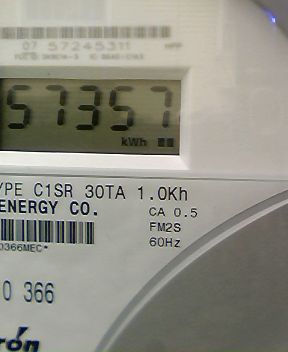 07 57245311
57357
kWh
YPE C1SR 30TA 1.0Kh
ENERGY CO.
CA 0.5
FM2S
60Hz
0366MEC*
0 366
rón